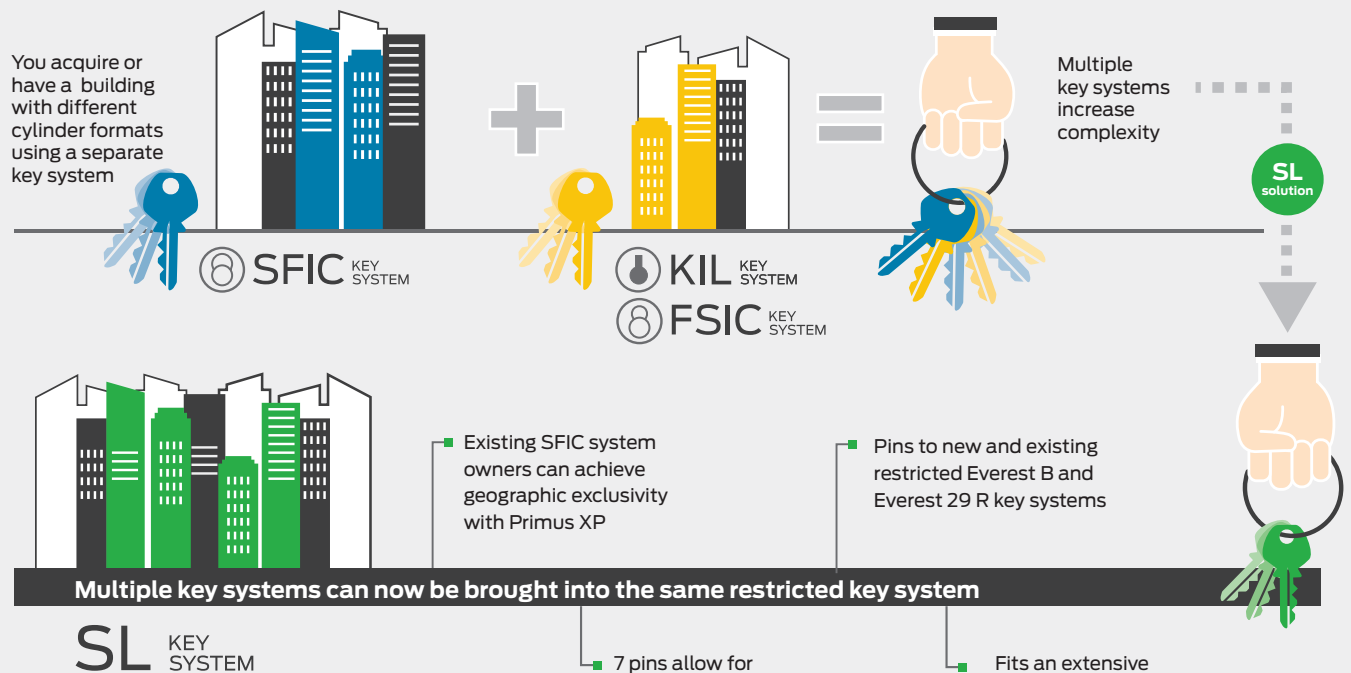 You acquire or
have a building
with different
cylinder formats
using a separate
key system
SFIC KEY
SYSTEM
KIL KEY
SYSTEM
FSIC KEY
SYSTEM
Multiple
key systems
increase
complexity
SL
solution
Existing SFIC system
owners can achieve
geographic exclusivity
with Primus XP
Pins to new and existing
restricted Everest B and
Everest 29 R key systems
Multiple key systems can now be brought into the same restricted key system
SL KEY
SYSTEM
7 pins allow for
Fits an extensive